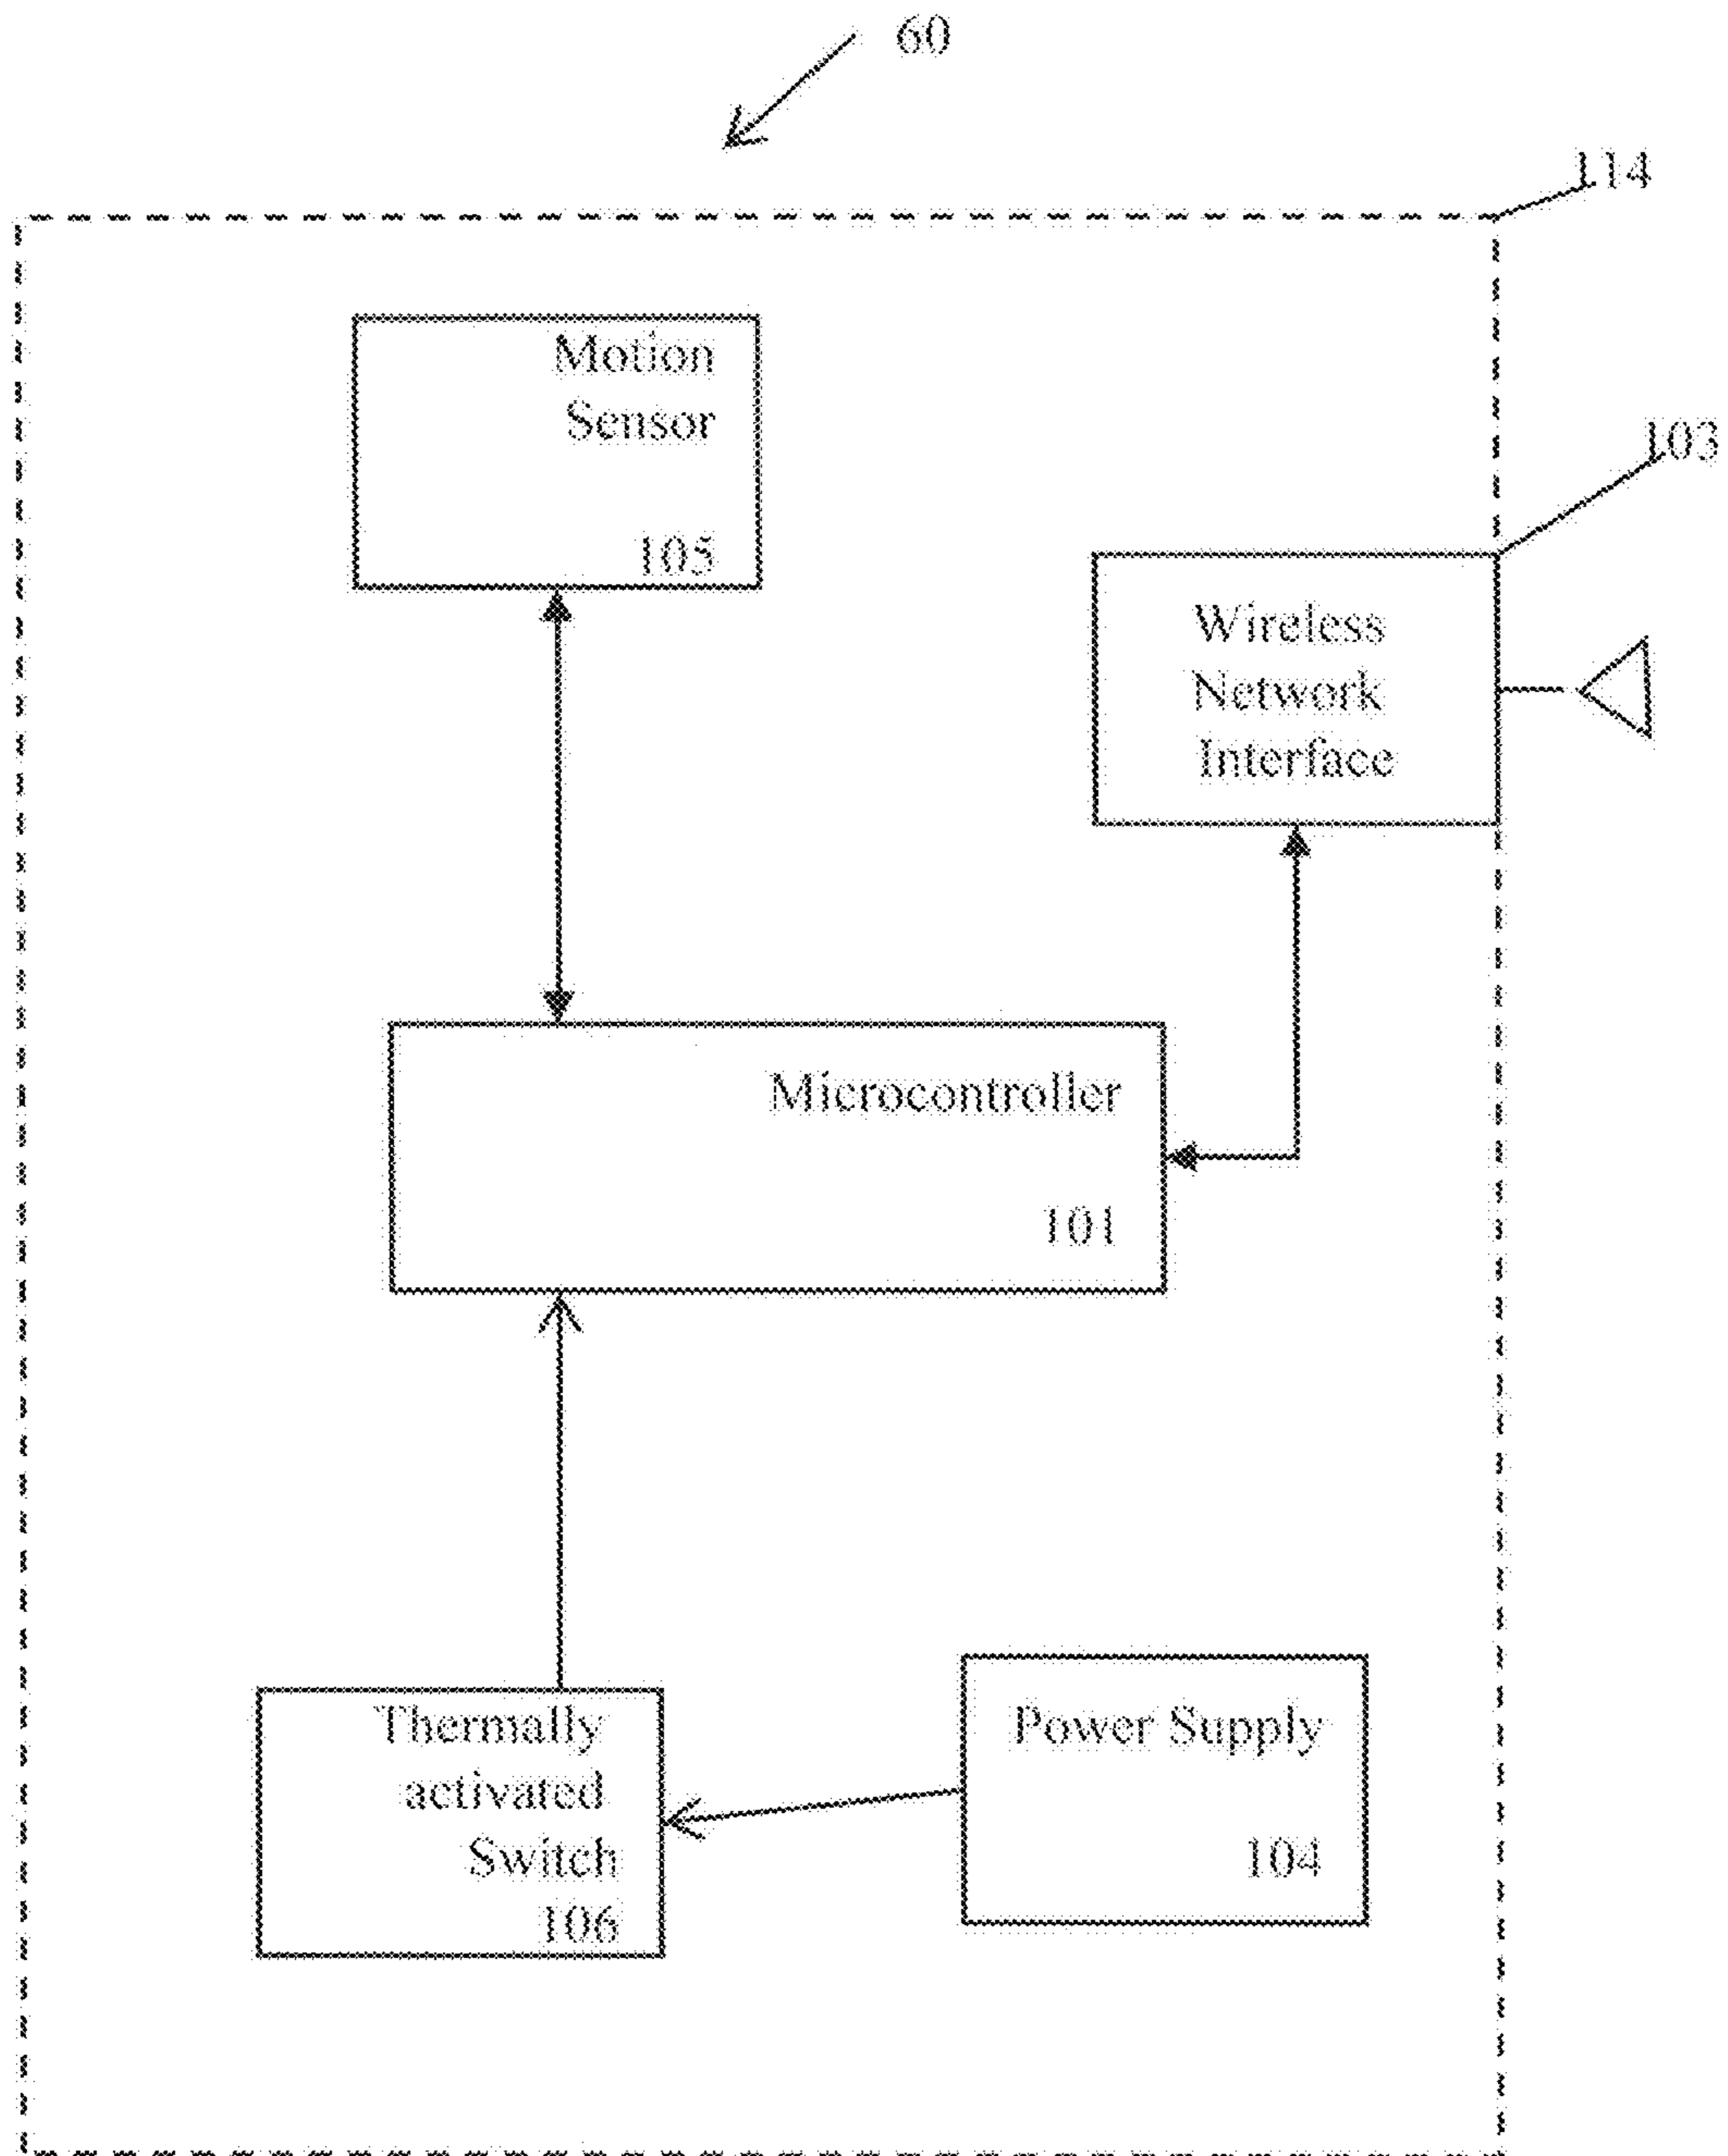 60
114
Motion
Sensor
105
103
Wireless
Network
Interface
Microcontroller
101
Thermally
activated
Switch
106
Power Supply
104